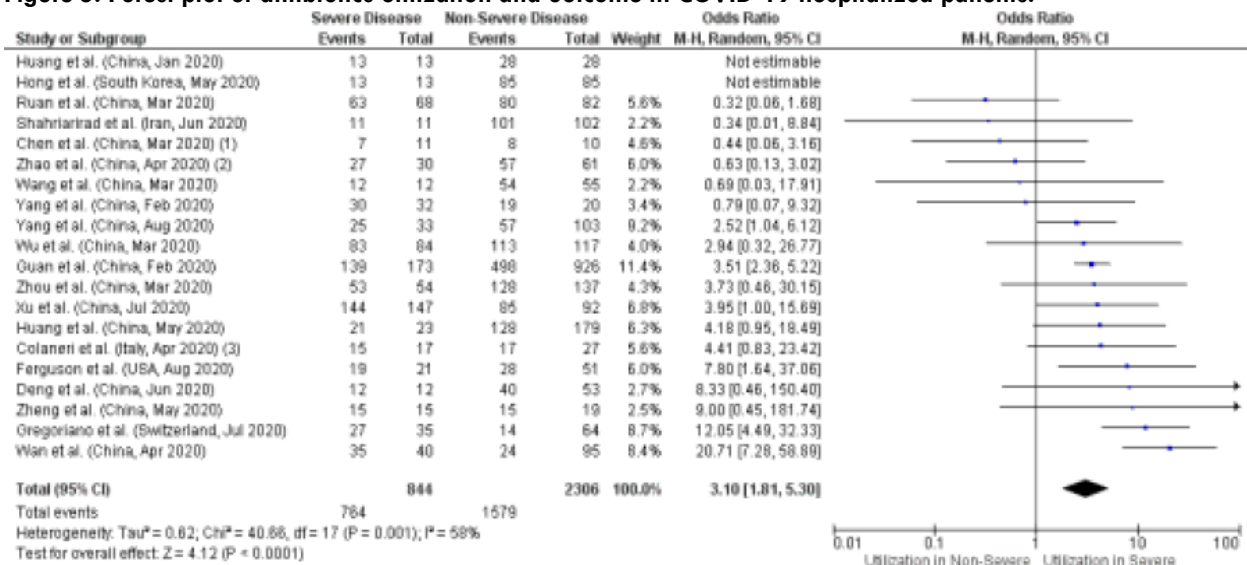 Forest plot of antibiotics utilization and outcome in COVID-19 hospitalized patients.
Severe Disease Non-Severe Disease Odds Ratio Odds Ratio
Study or Subgroup Events Total Events Total Weight M-H, Random, 95% CI M-H, Random, 95% CI
Huang et al. (China, Jan 2020) 13 13 28 28 Not estimable
Hong et al. (South Korea, May 2020) 13 13 85 85 Not estimable
Ruan et al. (China, Mar 2020) 63 68 80 82 5.6% 0.32 [0.06, 1.68]
Shahriarirad et al. (Iran, Jun 2020) 11 11 101 102 2.2% 0.34 [0.01, 8.84]
Chen et al. (China, Mar 2020) (1) 7 11 8 10 4.6% 0.44 [0.06, 3.16]
Zhao et al. (China, Apr 2020) (2) 27 30 57 61 6.0% 0.63 [0.13, 3.02]
Wang et al. (China, Mar 2020) 12 12 54 55 2.2% 0.69 [0.03, 17.91]
Yang et al. (China, Feb 2020) 30 32 19 20 3.4% 0.79 [0.07, 9.32]
Yang et al. (China, Aug 2020) 25 33 57 103 9.2% 2.52 [1.04, 6.12]
Wu et al. (China, Mar 2020) 83 84 113 117 4.0% 2.94 [0.32, 26.77]
Guan et al. (China, Feb 2020) 139 173 498 926 11.4% 3.51 [2.36, 5.22]
Zhou et al. (China, Mar 2020) 53 54 128 137 4.3% 3.73 [0.46, 30.15]
Xu et al. (China, Jul 2020) 144 147 85 92 6.8% 3.95 [1.00, 15.69]
Huang et al. (China, May 2020) 21 23 128 179 6.3% 4.18 [0.95, 18.49]
Colaneri et al. (Italy, Apr 2020) (3) 15 17 17 27 5.6% 4.41 [0.83, 23.42]
Ferguson et al. (USA, Aug 2020) 19 21 28 51 6.0% 7.80 [1.64, 37.06]
Deng et al. (China, Jun 2020) 12 12 40 53 2.7% 8.33 [0.46, 150.40]
Zheng et al. (China, May 2020) 15 15 15 19 2.5% 9.00 [0.45, 181.74]
Gregoriano et al. (Switzerland, Jul 2020) 27 35 14 64 8.7% 12.05 [4.49, 32.33]
Wan et al. (China, Apr 2020) 35 40 24 95 8.4% 20.71 [7.28, 58.89]
Total (95% CI) 844 2306 100.0% 3.10 [1.81, 5.30]
Total events 764 1579
Heterogeneity: Tau² = 0.62; Chi² = 40.66, df = 17 (P = 0.001); I² = 58%
Test for overall effect: Z = 4.12 (P < 0.0001)
0.01 0.1 1 10 100
Utilization in Non-Severe Utilization in Severe